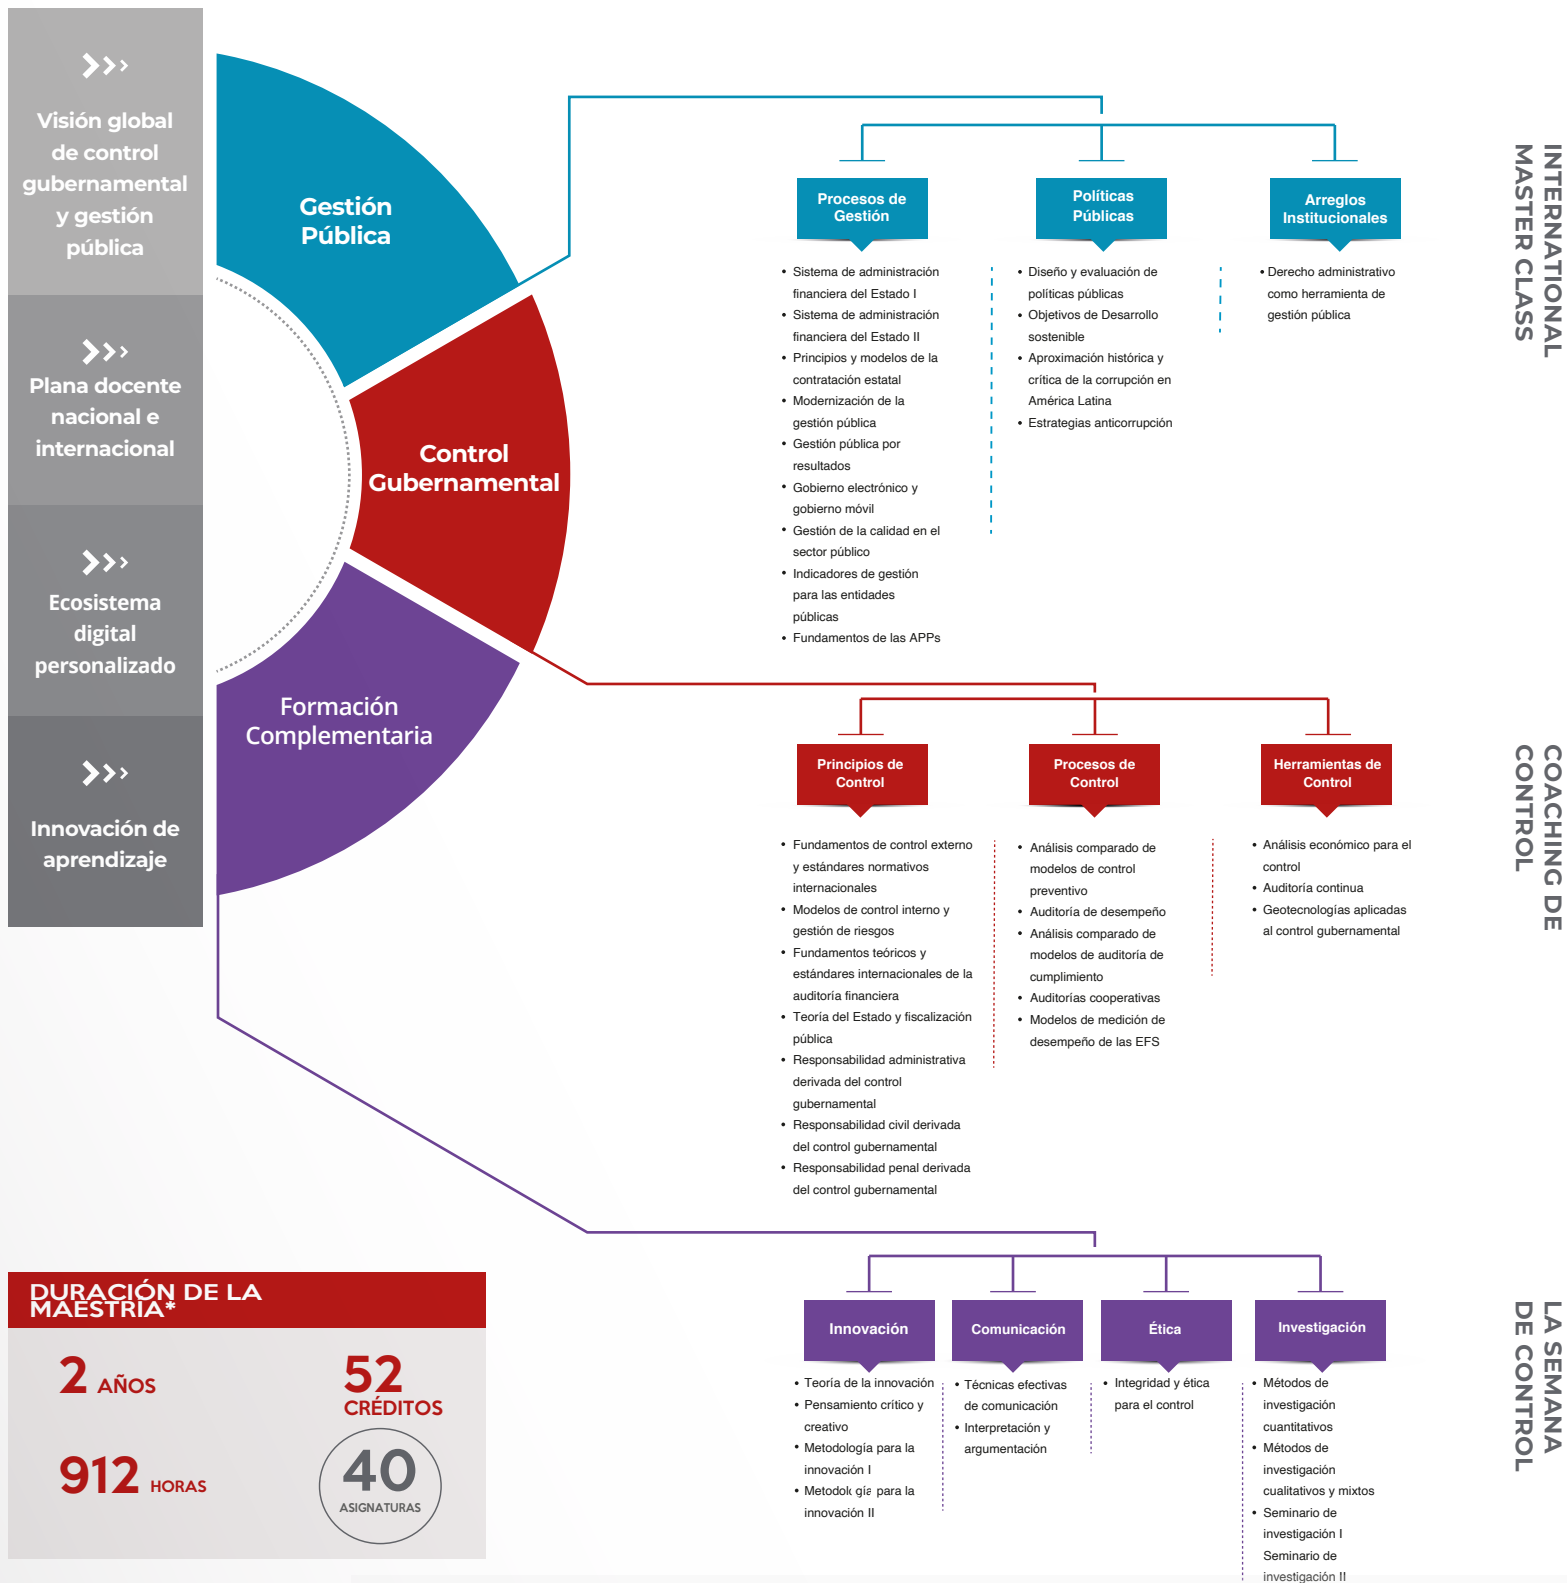 Visión global
de control
gubernamental
y gestión
pública
Plana docente
nacional e
internacional
Ecosistema
digital
personalizado
Innovación de
aprendizaje
Gestión
Pública
Control
Gubernamental
Formación
Complementaria
Procesos de
Gestión
• Sistema de administración
financiera del Estado I
• Sistema de administración
financiera del Estado II
• Principios y modelos de la
contratación estatal
• Modernización de la
gestión pública
• Gestión pública por
resultados
• Gobierno electrónico y
gobierno móvil
• Gestión de la calidad en el
sector público
• Indicadores de gestión
para las entidades
públicas
• Fundamentos de las APPs
Políticas
Públicas
• Diseño y evaluación de
políticas públicas
• Objetivos de Desarrollo
sostenible
• Aproximación histórica y
crítica de la corrupción en
América Latina
• Estrategias anticorrupción
Arreglos
Institucionales
• Derecho administrativo
como herramienta de
gestión pública
INTERNATIONAL
MASTER CLASS
Principios de
Control
• Fundamentos de control externo
y estándares normativos
internacionales
• Modelos de control interno y
gestión de riesgos
• Fundamentos teóricos y
estándares internacionales de la
auditoría financiera
• Teoría del Estado y fiscalización
pública
• Responsabilidad administrativa
derivada del control
gubernamental
• Responsabilidad civil derivada
del control gubernamental
• Responsabilidad penal derivada
del control gubernamental
Procesos de
Control
• Análisis comparado de
modelos de control
preventivo
• Auditoría de desempeño
• Análisis comparado de
modelos de auditoría de
cumplimiento
• Auditorías cooperativas
• Modelos de medición de
desempeño de las EFS
Herramientas de
Control
• Análisis económico para el
control
• Auditoría continua
• Geotecnologías aplicadas
al control gubernamental
COACHING DE
CONTROL
Innovación
• Teoría de la innovación
• Pensamiento crítico y
creativo
• Metodología para la
innovación I
• Metodología para la
innovación II
Comunicación
• Técnicas efectivas
de comunicación
• Interpretación y
argumentación
Ética
• Integridad y ética
para el control
Investigación
• Métodos de
investigación
cuantitativos
• Métodos de
investigación
cualitativos y mixtos
• Seminario de
investigación I
Seminario de
investigación II
LA SEMANA
DE CONTROL
DURACIÓN DE LA
MAESTRÍA*
2 AÑOS
52
CRÉDITOS
912 HORAS
40
ASIGNATURAS